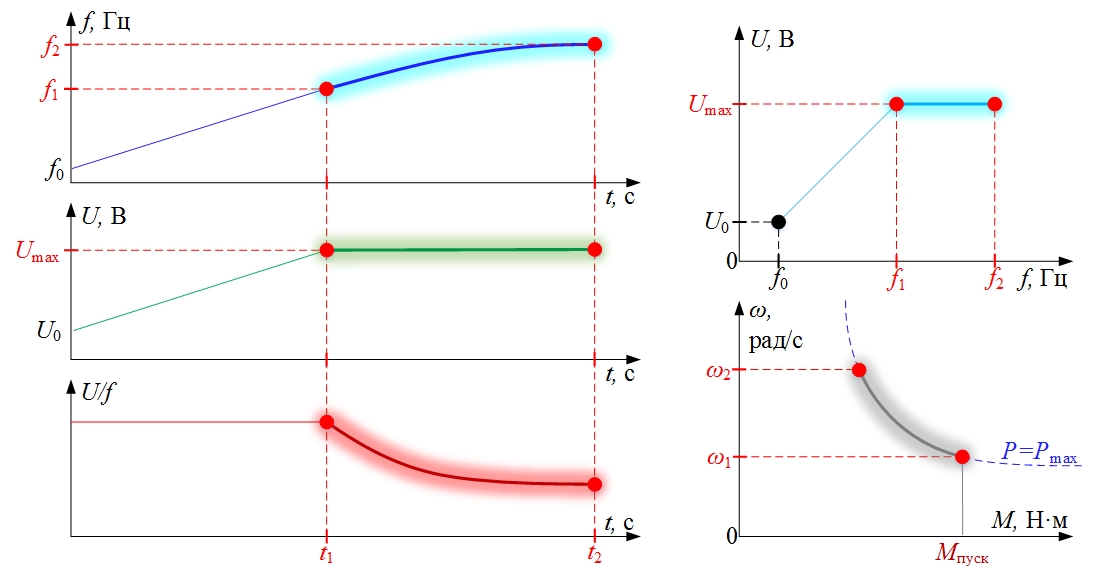 f, Гц
f₂
f₁
f₀
t, с
U, В
Uₘₐₓ
U₀
t, с
U/f
t, с
t₁
t₂
U, В
Uₘₐₓ
U₀
0
f₀
f₁
f₂
f, Гц
ω,
рад/с
ω₂
ω₁
P=Pₘₐₓ
0
M, Н·м
Mпуск